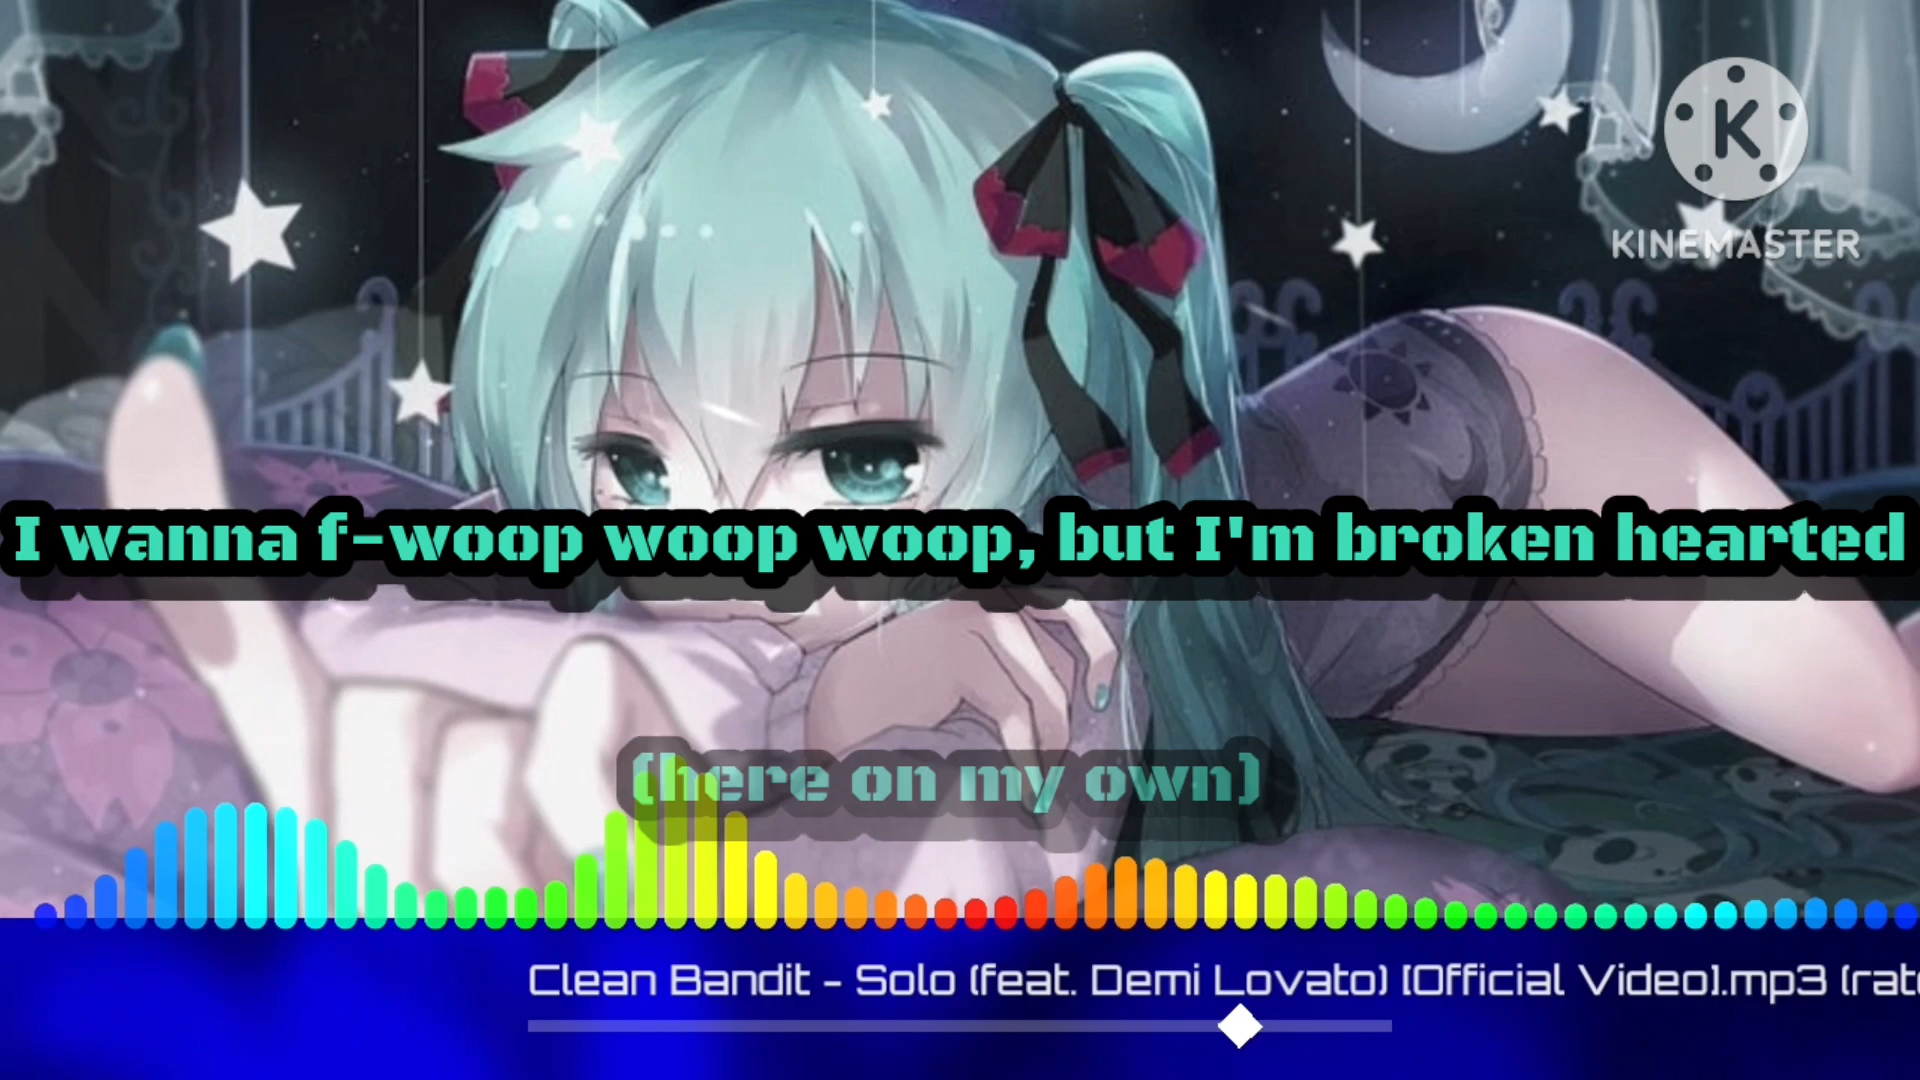 K
KINEMASTER
I wanna f-woop woop woop, but I'm broken hearted
(here on my own)
Clean Bandit - Solo (feat. Demi Lovato) [Official Video].mp3 (rate